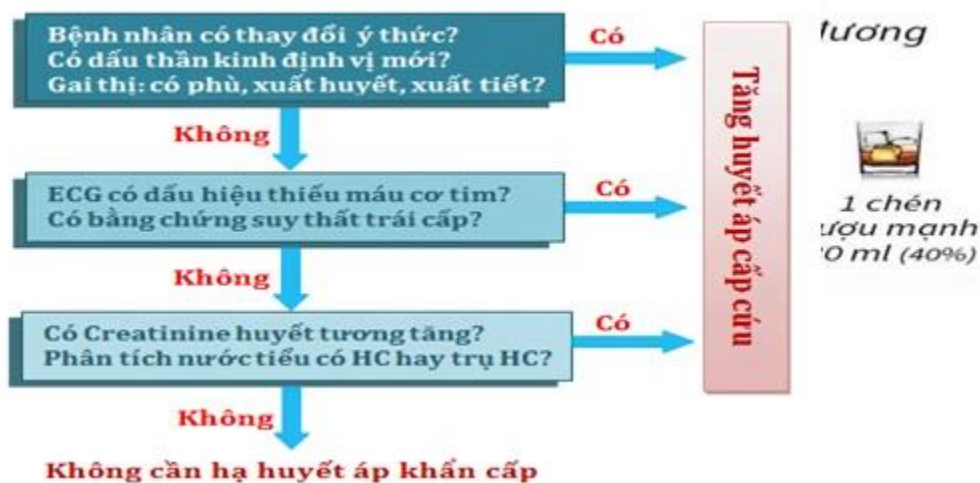 Bệnh nhân có thay đổi ý thức?
Có dấu thần kinh định vị mới?
Gai thị: có phù, xuất huyết, xuất tiết?
Có
Không
ECG có dấu hiệu thiếu máu cơ tim?
Có bằng chứng suy thất trái cấp?
Có
Không
Có Creatinine huyết tương tăng?
Phân tích nước tiểu có HC hay trụ HC?
Có
Không
Không cần hạ huyết áp khẩn cấp
Tăng huyết áp cấp cứu
1 chén
mạnh
ml (40%)